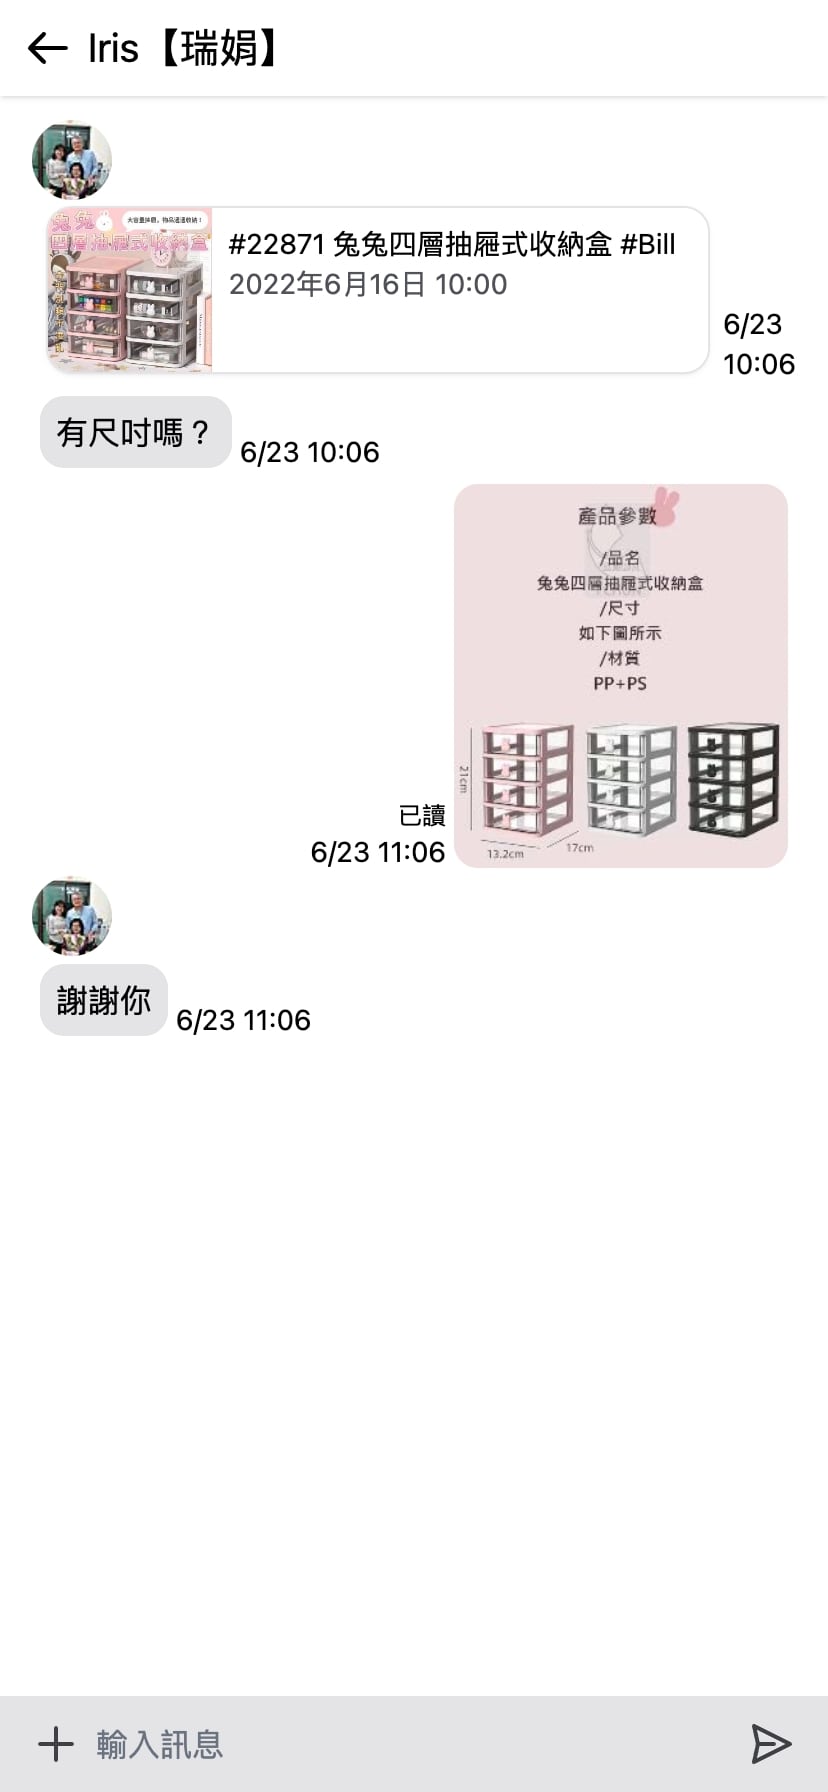 Iris【瑞娟】
兔兔
四層抽屜式收納盒
大容量抽屜，物品通通收納！
#22871 兔兔四層抽屜式收納盒 #Bill
2022年6月16日 10:00
6/23
10:06
有尺吋嗎？
6/23 10:06
產品參數
/品名
兔兔四層抽屜式收納盒
/尺寸
如下圖所示
/材質
PP+PS
21cm
13.2cm
17cm
已讀
6/23 11:06
謝謝你
6/23 11:06
輸入訊息